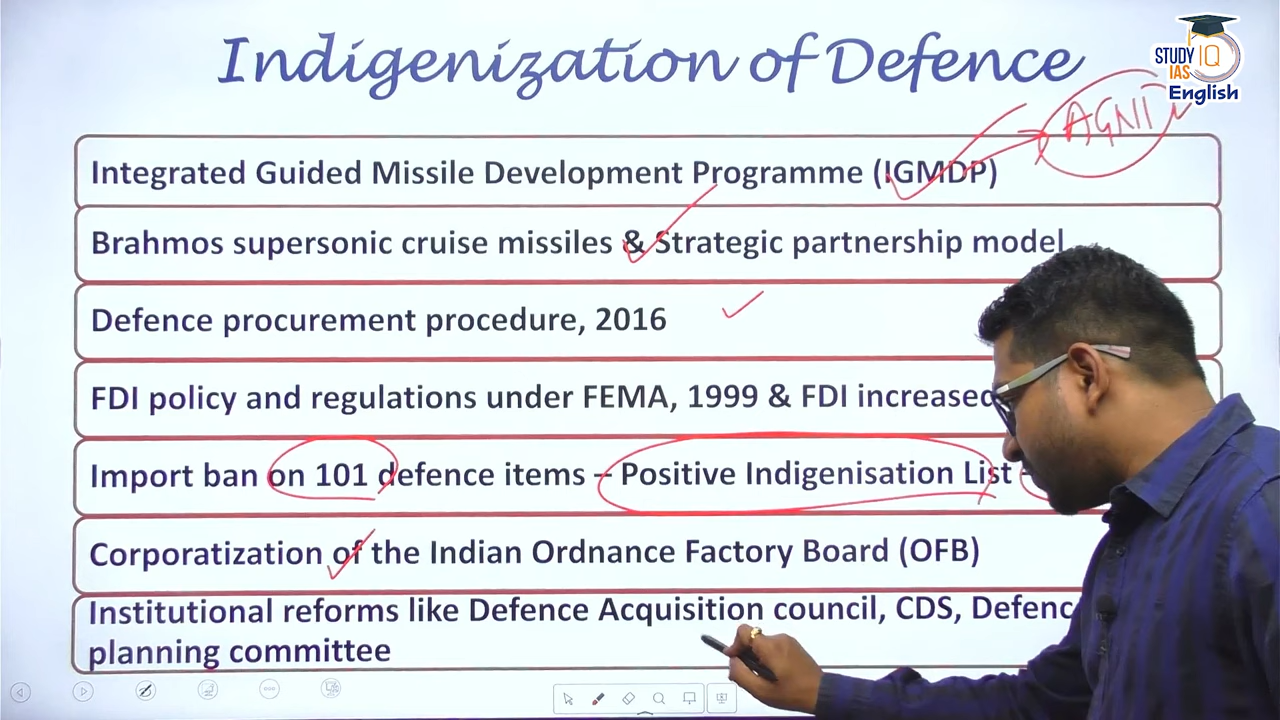 Indigenization of Defence
STUDY IQ
IAS
English
AGNI
Integrated Guided Missile Development Programme (IGMDP)
Brahmos supersonic cruise missiles & Strategic partnership model
Defence procurement procedure, 2016
FDI policy and regulations under FEMA, 1999 & FDI increased
Import ban on 101 defence items – Positive Indigenisation List -
Corporatization of the Indian Ordnance Factory Board (OFB)
Institutional reforms like Defence Acquisition council, CDS, Defenc
planning committee